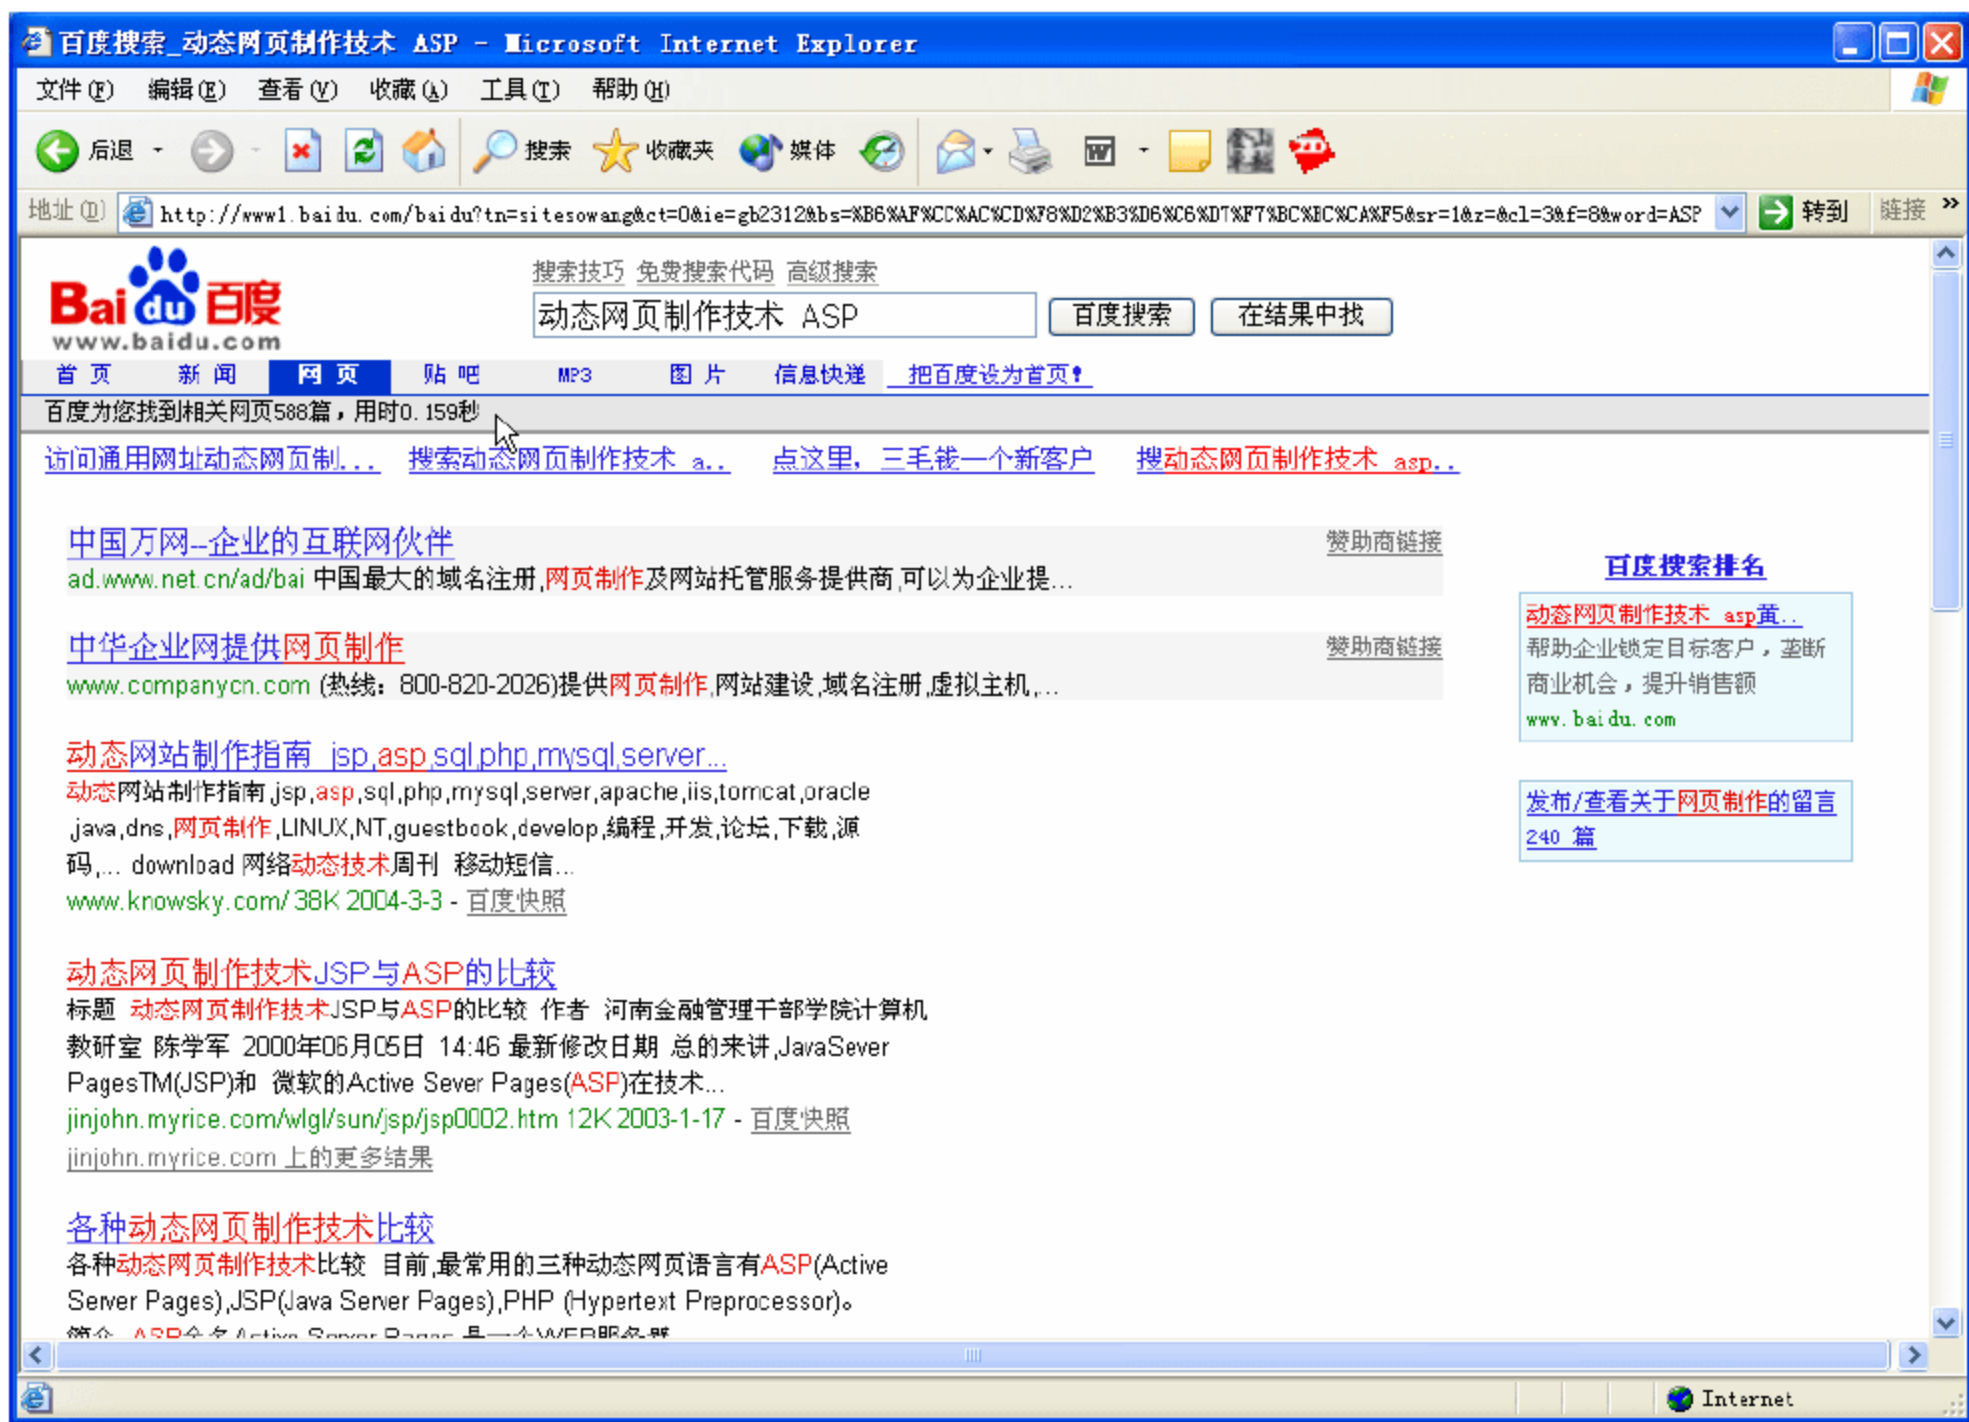 百度搜索_动态网页制作技术 ASP - Microsoft Internet Explorer
文件(F) 编辑(E) 查看(V) 收藏(A) 工具(T) 帮助(H)
后退 搜索 收藏夹 媒体
地址(D) http://www1.baidu.com/baidu?tn=sitesowang&ct=0&ie=gb2312&bs=%B6%AF%CC%AC%CD%F8%D2%B3%D6%C6%D7%F7%BC%BC%CA%F5&sr=1&z=&cl=3&f=8&word=ASP 转到 链接 »
Bai du 百度
www.baidu.com
搜索技巧 免费搜索代码 高级搜索
动态网页制作技术 ASP 百度搜索 在结果中找
首页 新闻 网页 贴吧 MP3 图片 信息快递 把百度设为首页!
百度为您找到相关网页588篇，用时0.159秒
访问通用网址动态网页制... 搜索动态网页制作技术 a.. 点这里，三毛钱一个新客户 搜动态网页制作技术 asp..
中国万网--企业的互联网伙伴 赞助商链接
ad.www.net.cn/ad/bai 中国最大的域名注册,网页制作及网站托管服务提供商,可以为企业提...
中华企业网提供网页制作 赞助商链接
www.companycn.com (热线：800-820-2026)提供网页制作,网站建设,域名注册,虚拟主机,...
动态网站制作指南 jsp,asp,sql,php,mysql,server...
动态网站制作指南,jsp,asp,sql,php,mysql,server,apache,iis,tomcat,oracle
,java,dns,网页制作,LINUX,NT,guestbook,develop,编程,开发,论坛,下载,源
码,... download 网络动态技术周刊 移动短信...
www.knowsky.com/ 38K 2004-3-3 - 百度快照
动态网页制作技术JSP与ASP的比较
标题 动态网页制作技术JSP与ASP的比较 作者 河南金融管理干部学院计算机
教研室 陈学军 2000年06月05日 14:46 最新修改日期 总的来讲,JavaSever
PagesTM(JSP)和 微软的Active Sever Pages(ASP)在技术...
jinjohn.myrice.com/wlgl/sun/jsp/jsp0002.htm 12K 2003-1-17 - 百度快照
jinjohn.myrice.com 上的更多结果
各种动态网页制作技术比较
各种动态网页制作技术比较 目前,最常用的三种动态网页语言有ASP(Active
Server Pages),JSP(Java Server Pages),PHP (Hypertext Preprocessor)。
简介 ASP全名Active Server Pages,是一个WEB服务器
百度搜索排名
动态网页制作技术 asp黄..
帮助企业锁定目标客户，垄断
商业机会，提升销售额
www.baidu.com
发布/查看关于网页制作的留言
240 篇
Internet